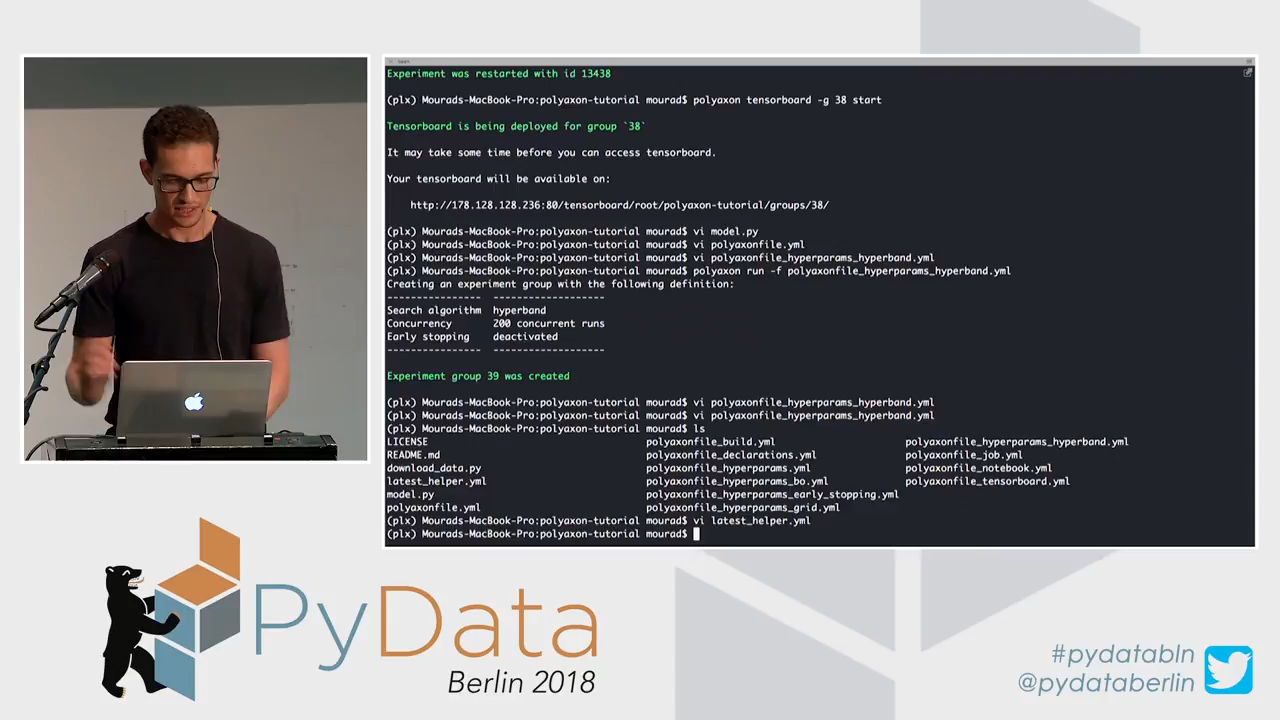 Experiment was restarted with id 13438
(plx) Mourads-MacBook-Pro:polyaxon-tutorial mourad$ polyaxon tensorboard -g 38 start
Tensorboard is being deployed for group `38`
It may take some time before you can access tensorboard.
Your tensorboard will be available on:
http://178.128.128.236:80/tensorboard/root/polyaxon-tutorial/groups/38/
(plx) Mourads-MacBook-Pro:polyaxon-tutorial mourad$ vi model.py
(plx) Mourads-MacBook-Pro:polyaxon-tutorial mourad$ vi polyaxonfile.yml
(plx) Mourads-MacBook-Pro:polyaxon-tutorial mourad$ vi polyaxonfile_hyperparams_hyperband.yml
(plx) Mourads-MacBook-Pro:polyaxon-tutorial mourad$ polyaxon run -f polyaxonfile_hyperparams_hyperband.yml
Creating an experiment group with the following definition:
---------------- -------------------
Search algorithm hyperband
Concurrency 200 concurrent runs
Early stopping deactivated
---------------- -------------------
Experiment group 39 was created
(plx) Mourads-MacBook-Pro:polyaxon-tutorial mourad$ vi polyaxonfile_hyperparams_hyperband.yml
(plx) Mourads-MacBook-Pro:polyaxon-tutorial mourad$ vi polyaxonfile_hyperparams_hyperband.yml
(plx) Mourads-MacBook-Pro:polyaxon-tutorial mourad$ ls
LICENSE polyaxonfile_build.yml polyaxonfile_hyperparams_hyperband.yml
README.md polyaxonfile_declarations.yml polyaxonfile_job.yml
download_data.py polyaxonfile_hyperparams.yml polyaxonfile_notebook.yml
latest_helper.yml polyaxonfile_hyperparams_bo.yml polyaxonfile_tensorboard.yml
model.py polyaxonfile_hyperparams_early_stopping.yml
polyaxonfile.yml polyaxonfile_hyperparams_grid.yml
(plx) Mourads-MacBook-Pro:polyaxon-tutorial mourad$ vi latest_helper.yml
(plx) Mourads-MacBook-Pro:polyaxon-tutorial mourad$
PyData
Berlin 2018
#pydatabln
@pydataberlin